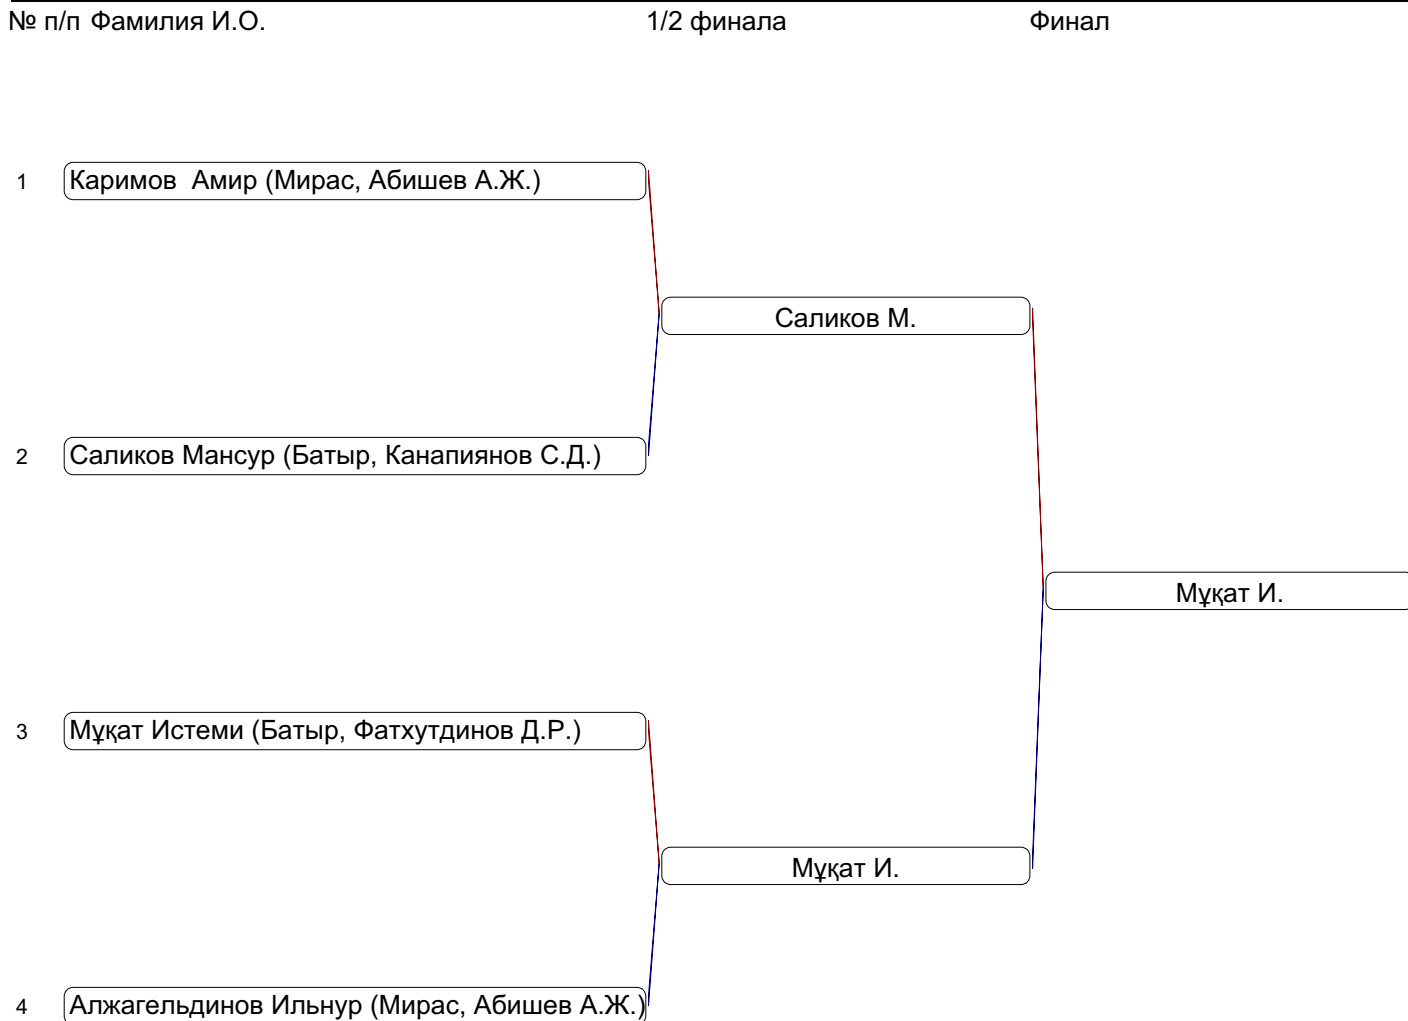 № п/п Фамилия И.О. 1/2 финала Финал
1 Каримов  Амир (Мирас, Абишев А.Ж.)
Саликов М.
2 Саликов Мансур (Батыр, Канапиянов С.Д.)
Мұқат И.
3 Мұқат Истеми (Батыр, Фатхутдинов Д.Р.)
Мұқат И.
4 Алжагельдинов Ильнур (Мирас, Абишев А.Ж.)